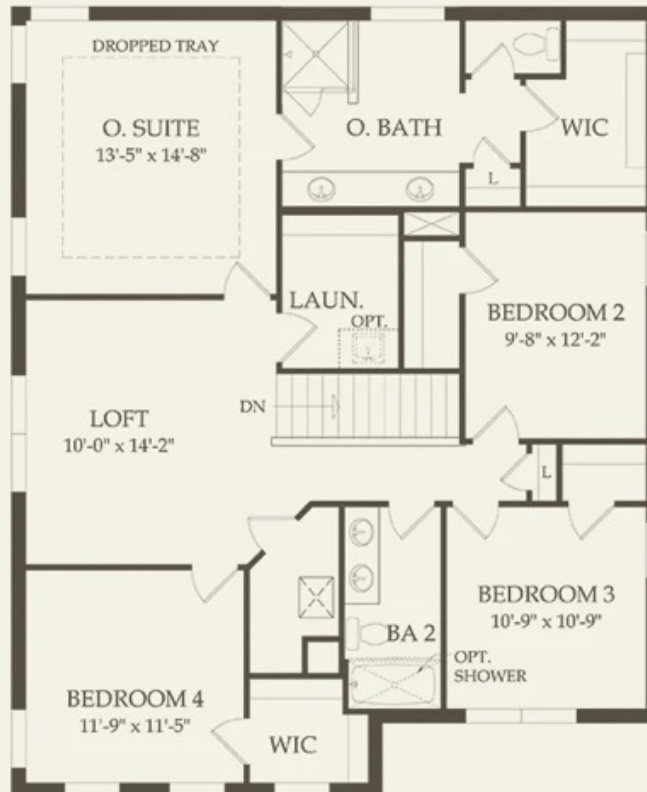 DROPPED TRAY
O. SUITE
13'-5" x 14'-8"
O. BATH
WIC
L
LAUN.
OPT.
BEDROOM 2
9'-8" x 12'-2"
DN
LOFT
10'-0" x 14'-2"
L
BEDROOM 3
10'-9" x 10'-9"
BA 2
OPT.
SHOWER
BEDROOM 4
11'-9" x 11'-5"
WIC